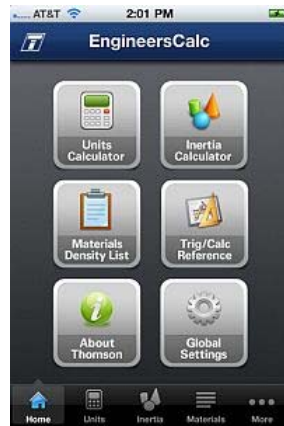 AT&T 2:01 PM
EngineersCalc
Units
Calculator
Inertia
Calculator
Materials
Density List
Trig/Calc
Reference
About
Thomson
Global
Settings
Home Units Inertia Materials More